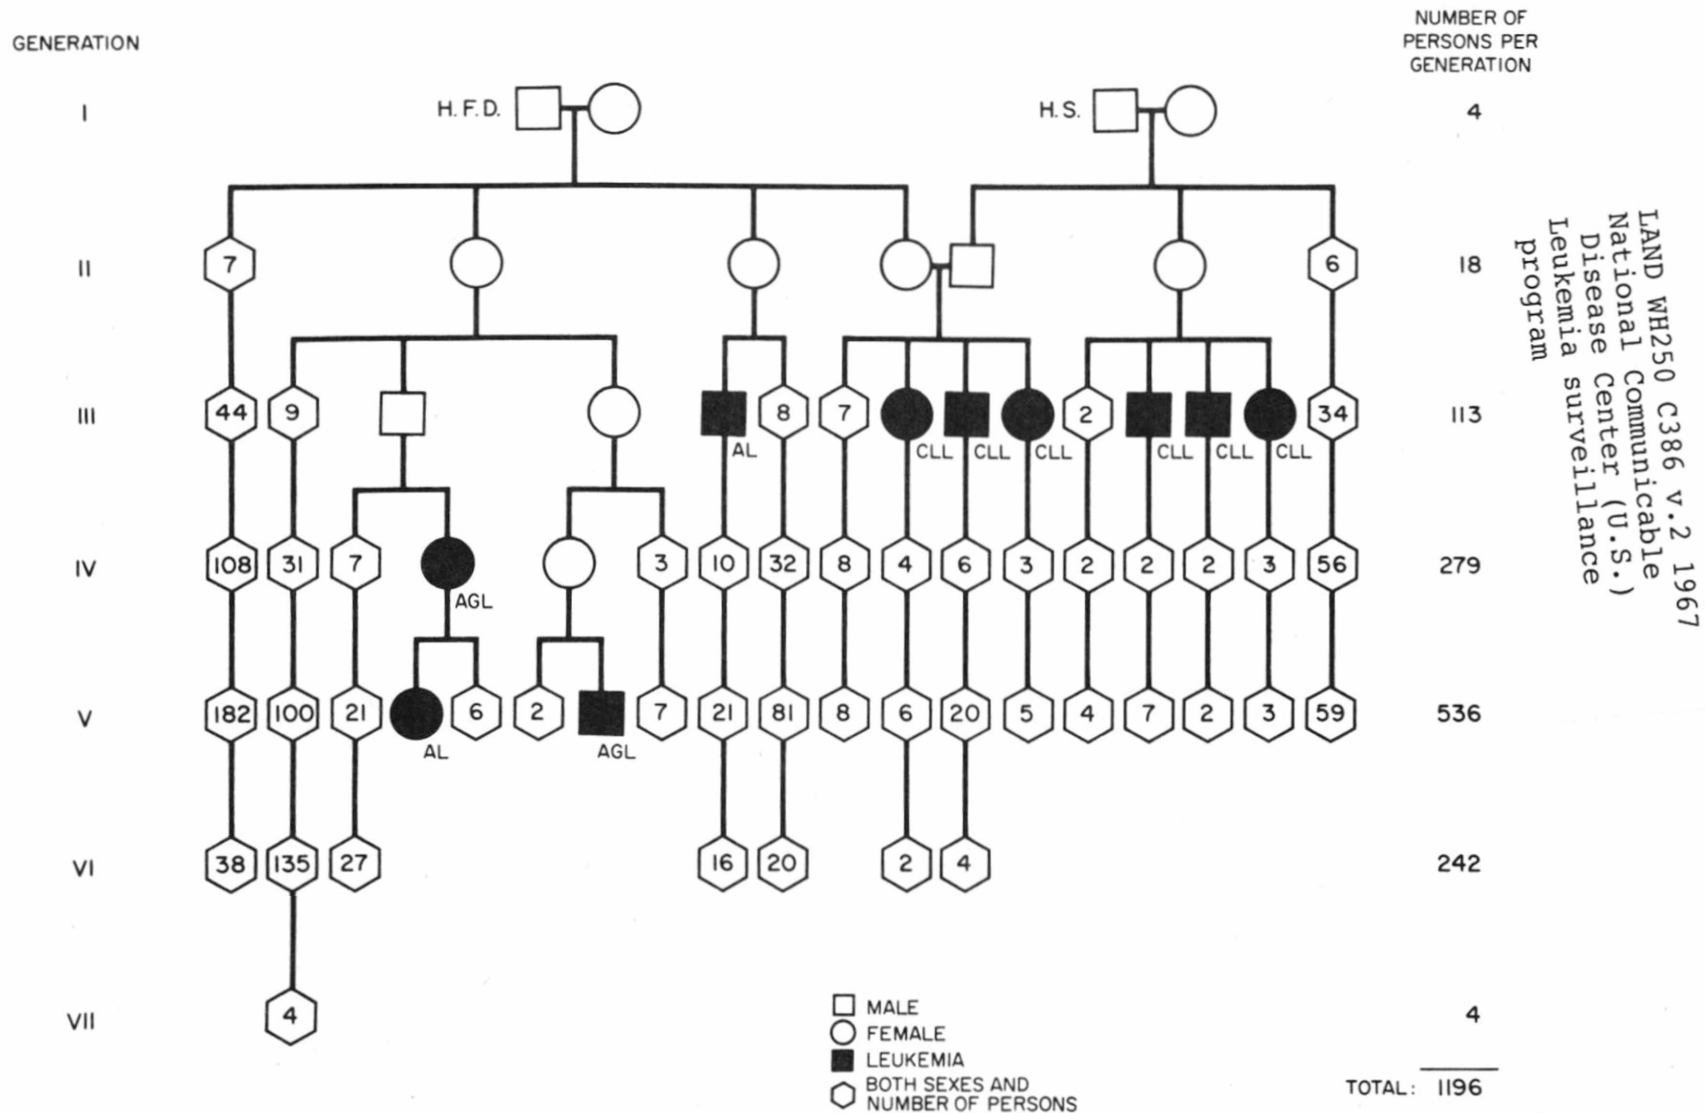 GENERATION
NUMBER OF
PERSONS PER
GENERATION
I
H.F.D.
H.S.
4
II
7
6
18
III
44
9
8
7
2
34
113
AL
CLL
CLL
CLL
CLL
CLL
CLL
IV
108
31
7
3
10
32
8
4
6
3
2
2
2
3
56
279
AGL
V
182
100
21
6
2
7
21
81
8
6
20
5
4
7
2
3
59
536
AL
AGL
VI
38
135
27
16
20
2
4
242
VII
4
4
MALE
FEMALE
LEUKEMIA
BOTH SEXES AND
NUMBER OF PERSONS
TOTAL: 1196
LAND WH250 C386 v.2 1967
National Communicable
Disease Center (U.S.)
Leukemia surveillance
program